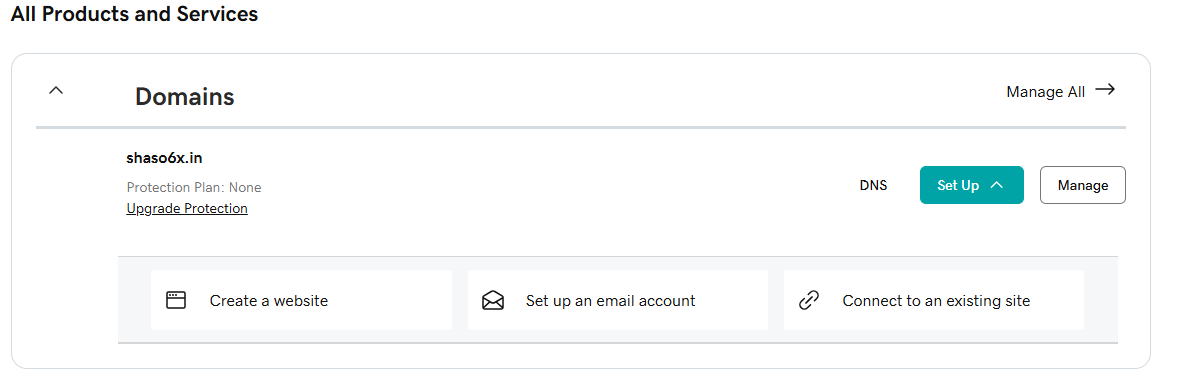 All Products and Services
Domains
Manage All
shaso6x.in
Protection Plan: None
Upgrade Protection
DNS
Set Up
Manage
Create a website
Set up an email account
Connect to an existing site